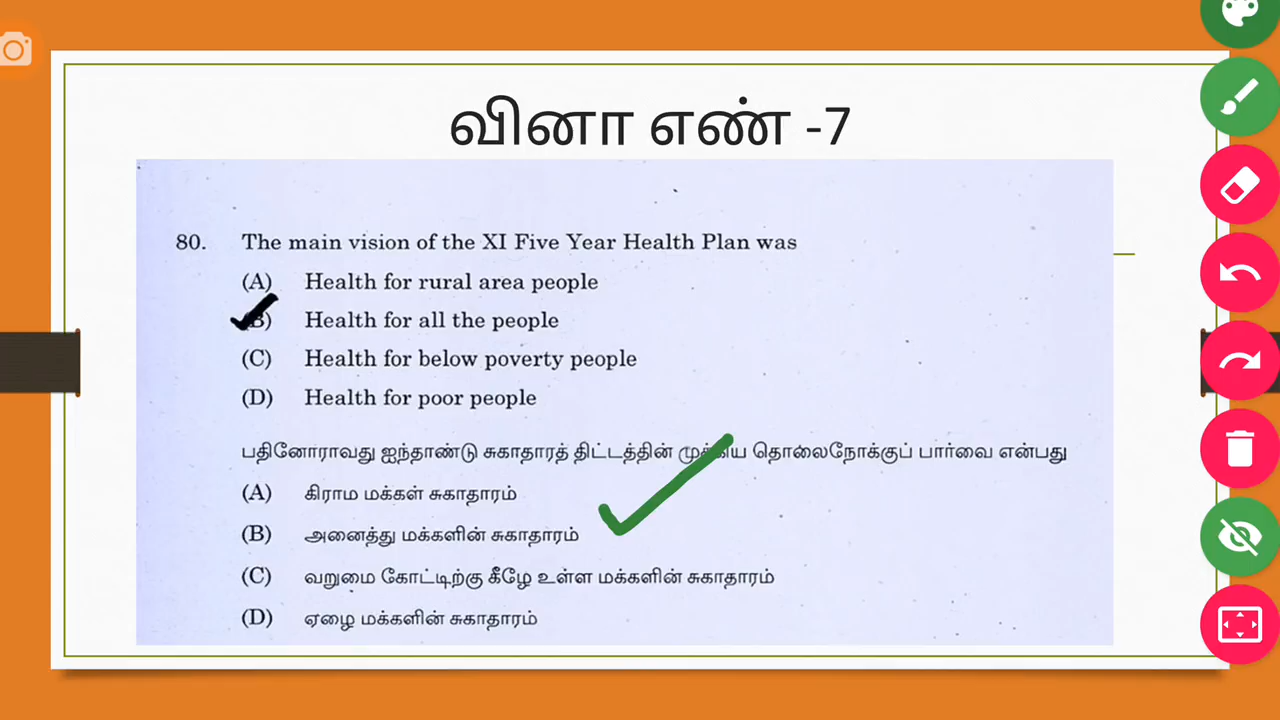 வினா எண் -7
80. The main vision of the XI Five Year Health Plan was
(A) Health for rural area people
(B) Health for all the people
(C) Health for below poverty people
(D) Health for poor people
பதினோராவது ஐந்தாண்டு சுகாதாரத் திட்டத்தின் முக்கிய தொலைநோக்குப் பார்வை என்பது
(A) கிராம மக்கள் சுகாதாரம்
(B) அனைத்து மக்களின் சுகாதாரம்
(C) வறுமை கோட்டிற்கு கீழே உள்ள மக்களின் சுகாதாரம்
(D) ஏழை மக்களின் சுகாதாரம்